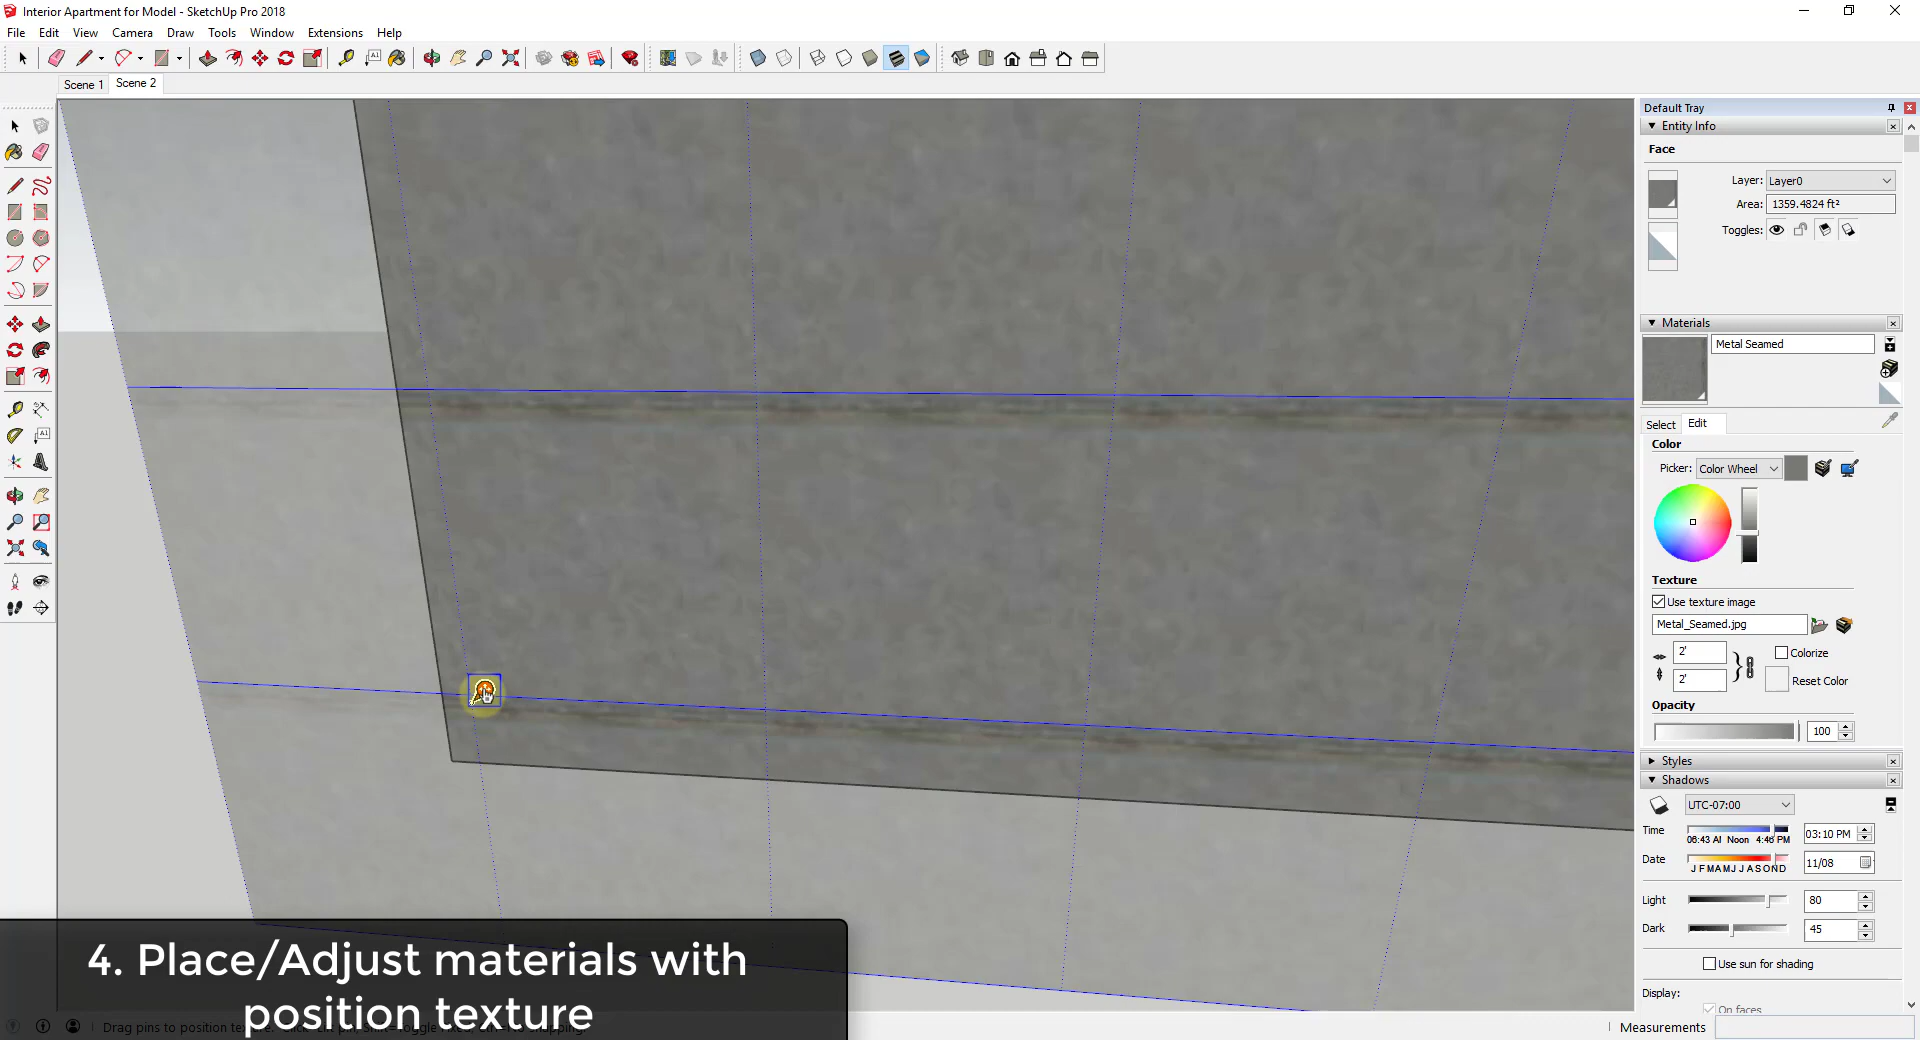 Interior Apartment for Model - SketchUp Pro 2018
File Edit View Camera Draw Tools Window Extensions Help
Scene 1 Scene 2
Default Tray
Entity Info
Face
Layer: Layer0
Area: 1359.4824 ft²
Toggles:
Materials
Metal Seamed
Select Edit
Color
Picker: Color Wheel
Texture
Use texture image
Metal_Seamed.jpg
2' Colorize
2' Reset Color
Opacity
100
Styles
Shadows
UTC-07:00
Time 03:10 PM
06:43 AI Noon 4:46 PM
Date 11/08
J F M A M J J A S O N D
Light 80
Dark 45
Use sun for shading
Display:
On faces
4. Place/Adjust materials with
position texture
Drag pins to position texture.
Measurements